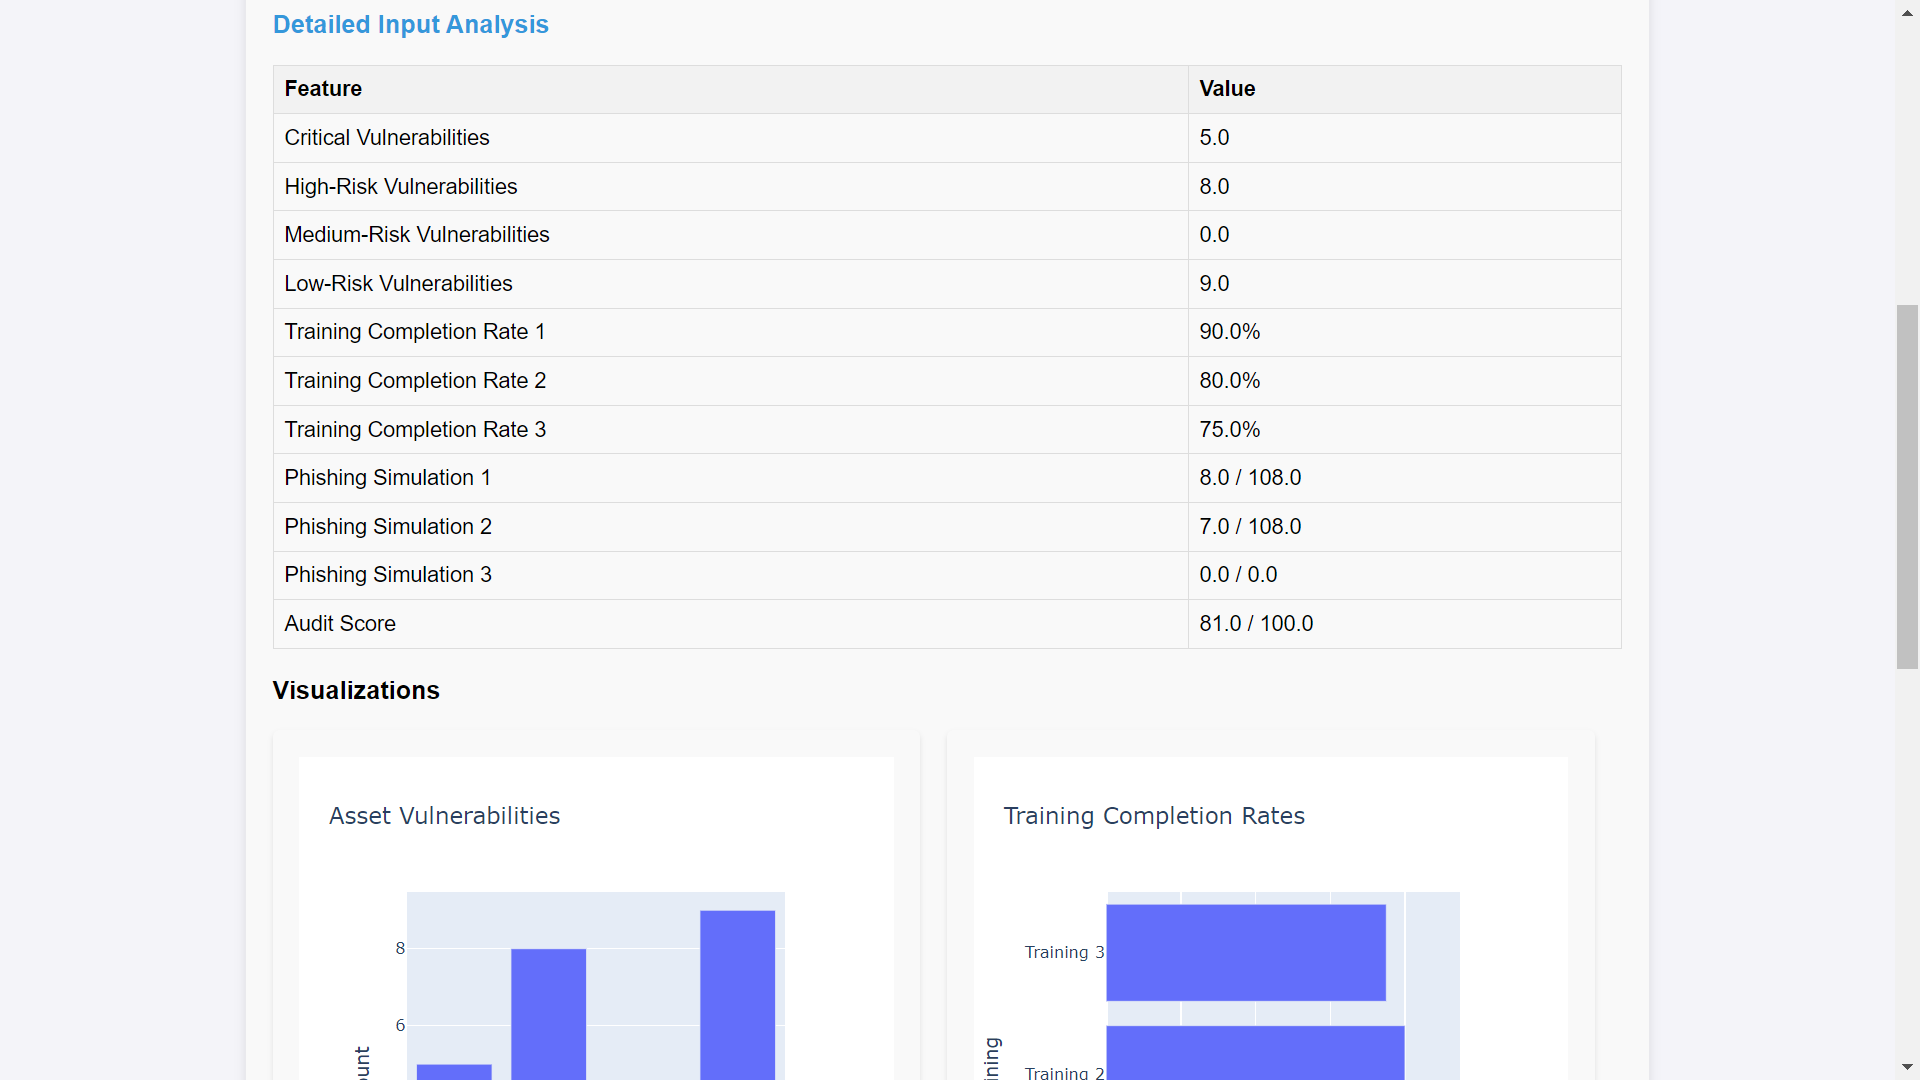 Detailed Input Analysis
Feature Value
Critical Vulnerabilities 5.0
High-Risk Vulnerabilities 8.0
Medium-Risk Vulnerabilities 0.0
Low-Risk Vulnerabilities 9.0
Training Completion Rate 1 90.0%
Training Completion Rate 2 80.0%
Training Completion Rate 3 75.0%
Phishing Simulation 1 8.0 / 108.0
Phishing Simulation 2 7.0 / 108.0
Phishing Simulation 3 0.0 / 0.0
Audit Score 81.0 / 100.0
Visualizations
Asset Vulnerabilities
8
6
Training Completion Rates
Training 3
Training 2